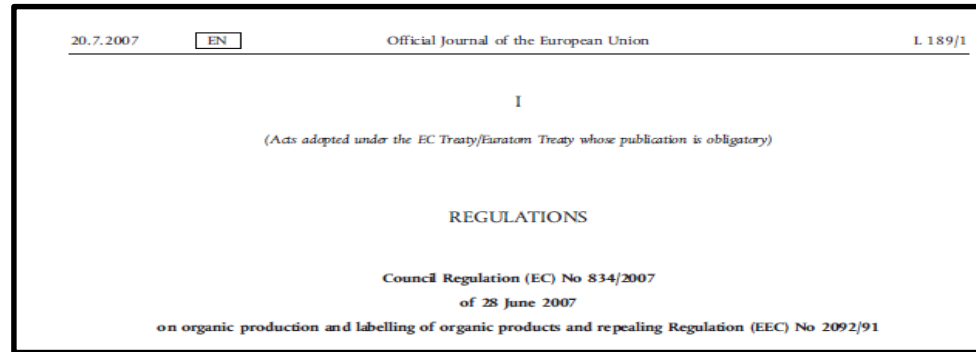 20.7.2007 EN Official Journal of the European Union L 189/1
I
(Acts adopted under the EC Treaty/Euratom Treaty whose publication is obligatory)
REGULATIONS
Council Regulation (EC) No 834/2007
of 28 June 2007
on organic production and labelling of organic products and repealing Regulation (EEC) No 2092/91